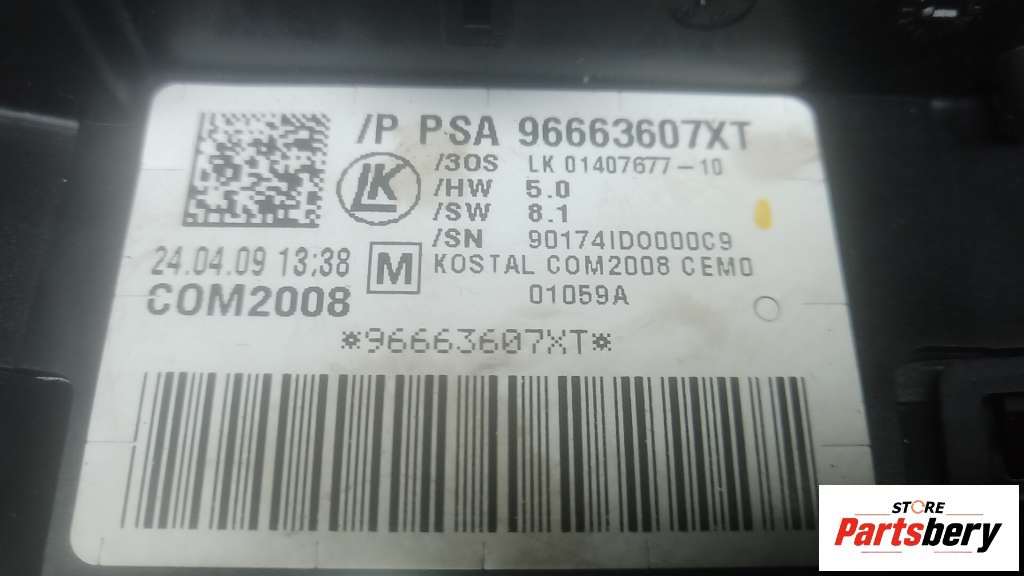 /P PSA 96663607XT
/3OS LK 01407677-10
LK
/HW 5.0
/SW 8.1
/SN 90174ID0000C9
24.04.09 13:38 M KOSTAL COM2008 CEM0
COM2008 01059A
*96663607XT*
STORE
Partsbery